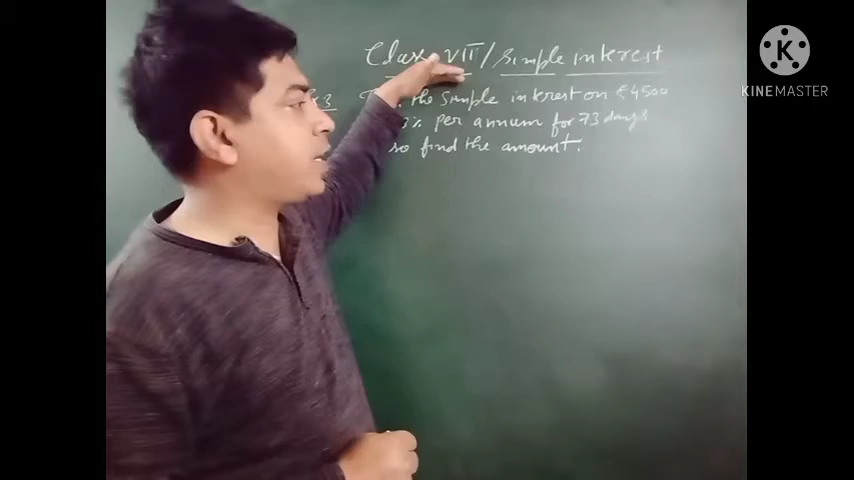 Class VII/Simple interest
the simple interest on ₹4500
% per annum for 73 days
so find the amount.
K
KINEMASTER